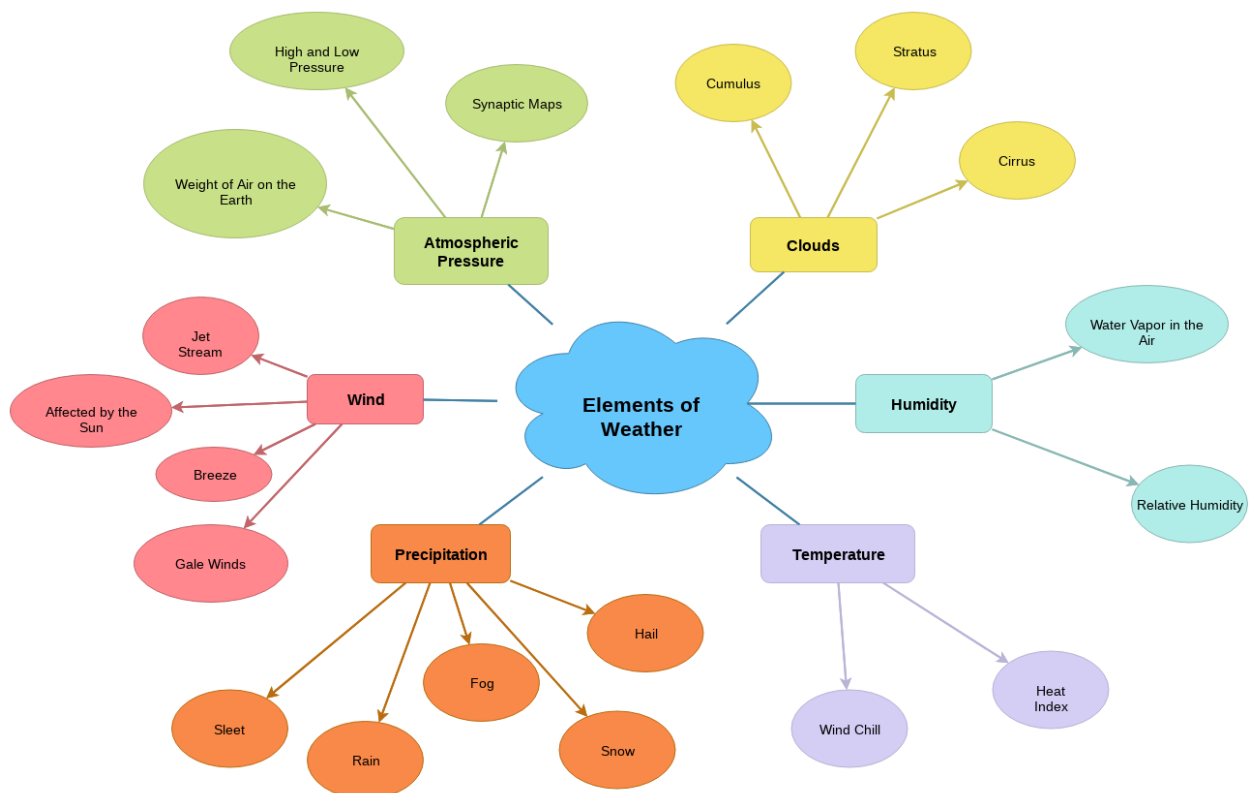 High and Low
Pressure
Synaptic Maps
Weight of Air on the
Earth
Atmospheric
Pressure
Cumulus
Stratus
Cirrus
Clouds
Jet
Stream
Affected by the
Sun
Breeze
Gale Winds
Wind
Elements of
Weather
Humidity
Water Vapor in the
Air
Relative Humidity
Precipitation
Sleet
Rain
Fog
Snow
Hail
Temperature
Wind Chill
Heat
Index